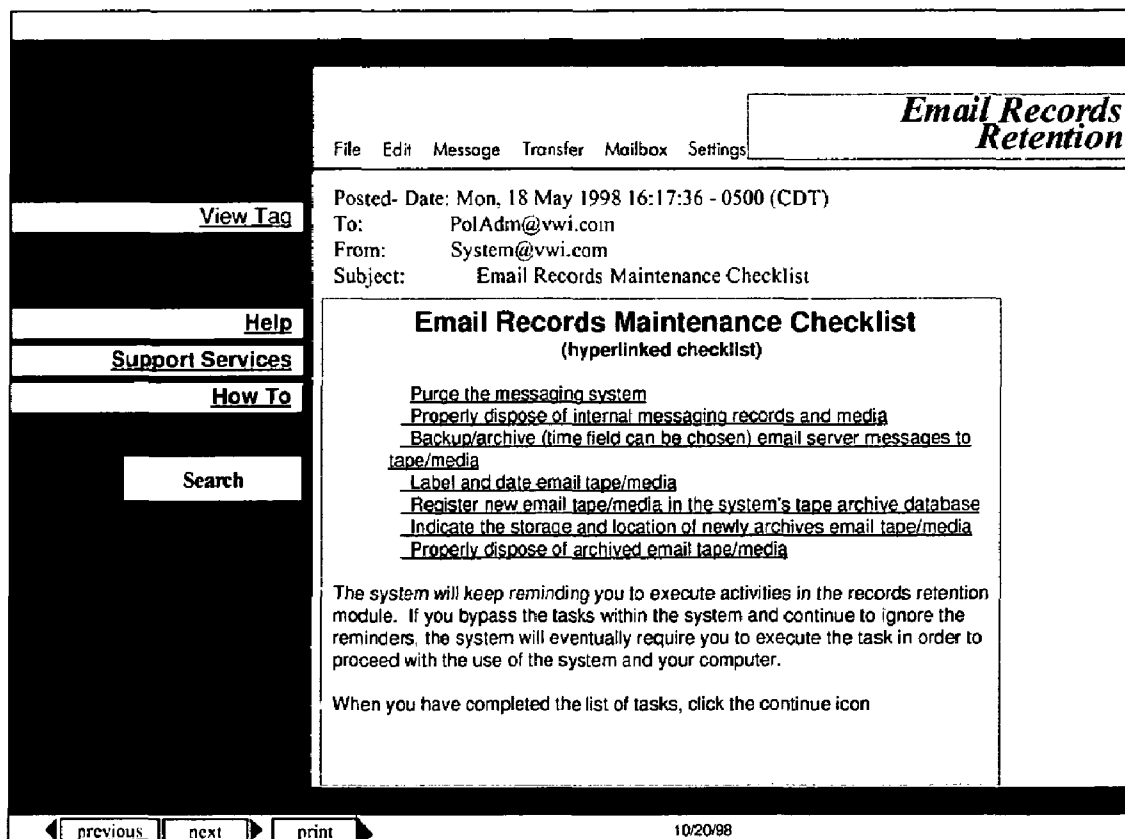 Email Records
Retention
File Edit Message Transfer Mailbox Settings
Posted- Date: Mon, 18 May 1998 16:17:36 - 0500 (CDT)
To: PolAdm@vwi.com
From: System@vwi.com
Subject: Email Records Maintenance Checklist
View Tag
Help
Support Services
How To
Search
Email Records Maintenance Checklist
(hyperlinked checklist)
Purge the messaging system
Properly dispose of internal messaging records and media
Backup/archive (time field can be chosen) email server messages to
tape/media
Label and date email tape/media
Register new email tape/media in the system's tape archive database
Indicate the storage and location of newly archives email tape/media
Properly dispose of archived email tape/media
The system will keep reminding you to execute activities in the records retention
module. If you bypass the tasks within the system and continue to ignore the
reminders, the system will eventually require you to execute the task in order to
proceed with the use of the system and your computer.
When you have completed the list of tasks, click the continue icon
previous next print 10/20/98